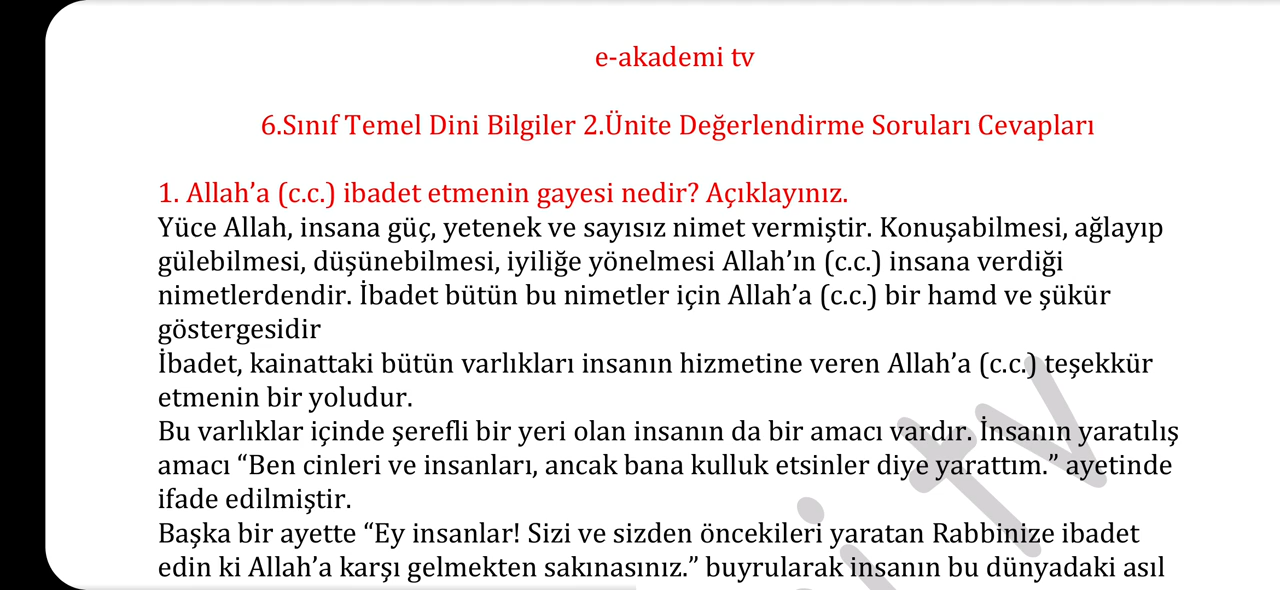 e-akademi tv
6.Sınıf Temel Dini Bilgiler 2.Ünite Değerlendirme Soruları Cevapları
1. Allah’a (c.c.) ibadet etmenin gayesi nedir? Açıklayınız.
Yüce Allah, insana güç, yetenek ve sayısız nimet vermiştir. Konuşabilmesi, ağlayıp
gülebilmesi, düşünebilmesi, iyiliğe yönelmesi Allah’ın (c.c.) insana verdiği
nimetlerdendir. İbadet bütün bu nimetler için Allah’a (c.c.) bir hamd ve şükür
göstergesidir
İbadet, kainattaki bütün varlıkları insanın hizmetine veren Allah’a (c.c.) teşekkür
etmenin bir yoludur.
Bu varlıklar içinde şerefli bir yeri olan insanın da bir amacı vardır. İnsanın yaratılış
amacı “Ben cinleri ve insanları, ancak bana kulluk etsinler diye yarattım.” ayetinde
ifade edilmiştir.
Başka bir ayette “Ey insanlar! Sizi ve sizden öncekileri yaratan Rabbinize ibadet
edin ki Allah’a karşı gelmekten sakınasınız.” buyrularak insanın bu dünyadaki asıl
i tv